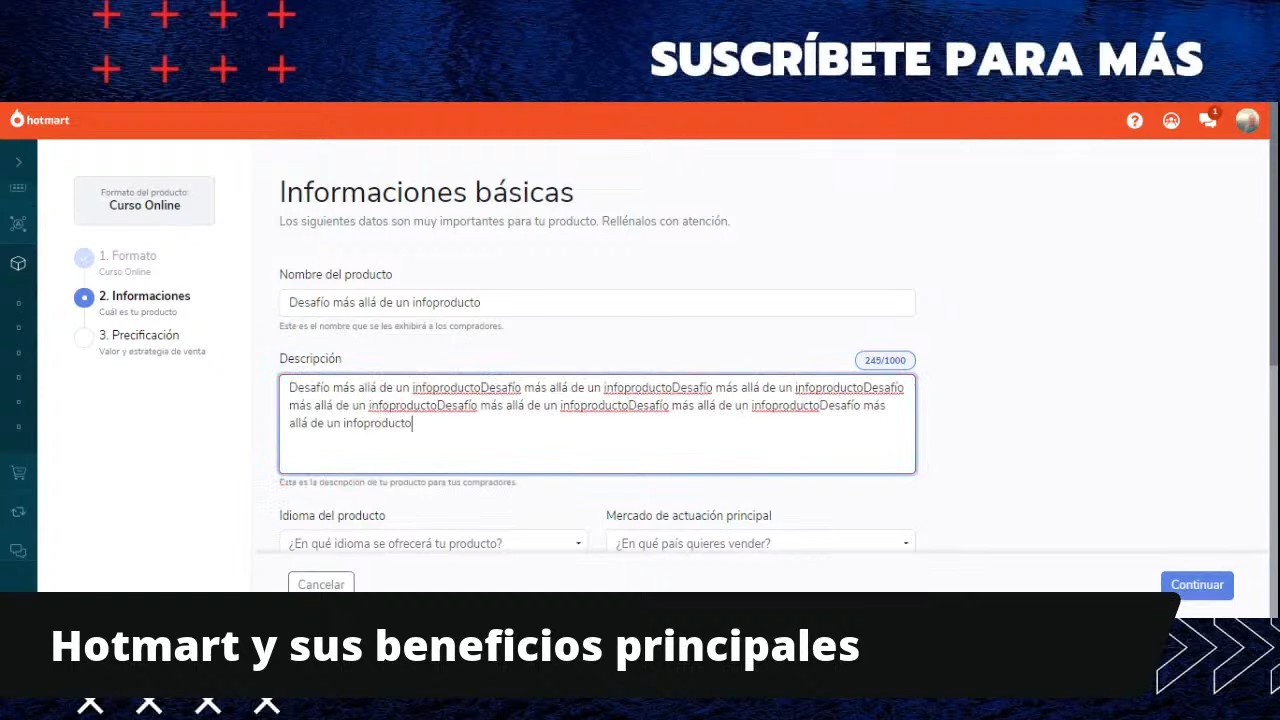 SUSCRÍBETE PARA MÁS
hotmart
1
Formato del producto:
Curso Online
1. Formato
Curso Online
2. Informaciones
Cuál es tu producto
3. Precificación
Valor y estrategia de venta
Informaciones básicas
Los siguientes datos son muy importantes para tu producto. Rellénalos con atención.
Nombre del producto
Desafío más allá de un infoproducto
Este es el nombre que se les exhibirá a los compradores.
Descripción
245/1000
Desafío más allá de un infoproductoDesafío más allá de un infoproductoDesafío más allá de un infoproductoDesafío
más allá de un infoproductoDesafío más allá de un infoproductoDesafío más allá de un infoproductoDesafío más
allá de un infoproducto
Esta es la descripción de tu producto para tus compradores.
Idioma del producto
¿En qué idioma se ofrecerá tu producto?
Mercado de actuación principal
¿En qué país quieres vender?
Cancelar
Continuar
Hotmart y sus beneficios principales